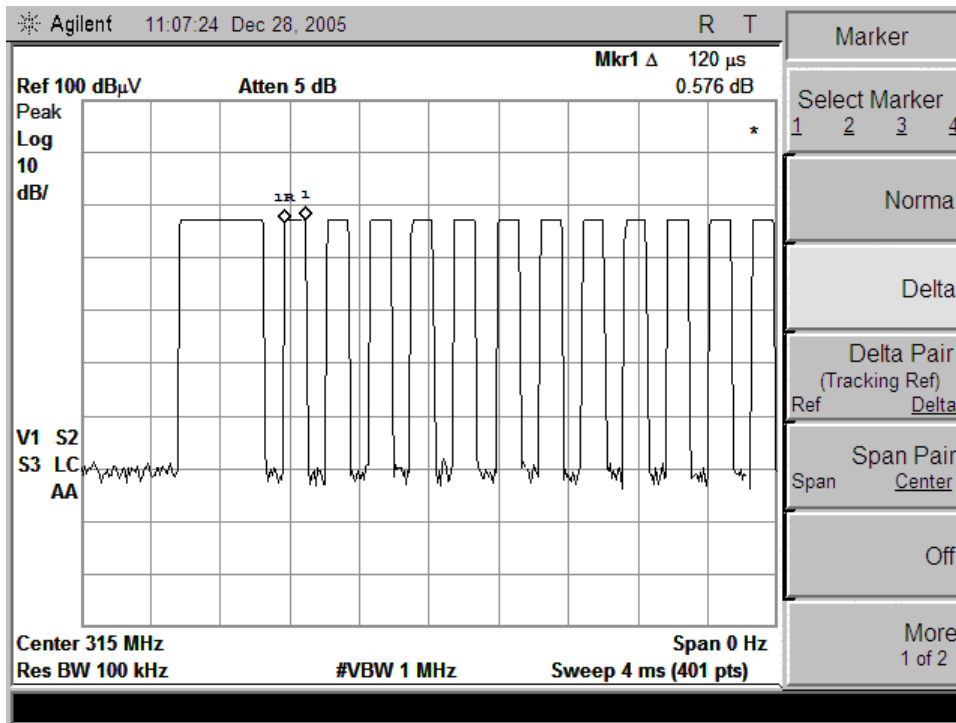 Agilent 11:07:24 Dec 28, 2005 R T
Mkr1 Δ 120 μs
Ref 100 dBμV Atten 5 dB 0.576 dB
Peak
Log
10
dB/
*
1R 1
V1 S2
S3 LC
AA
Center 315 MHz Span 0 Hz
Res BW 100 kHz #VBW 1 MHz Sweep 4 ms (401 pts)
Marker
Select Marker
1 2 3 4
Norma
Delta
Delta Pair
(Tracking Ref)
Ref Delta
Span Pair
Span Center
Off
More
1 of 2